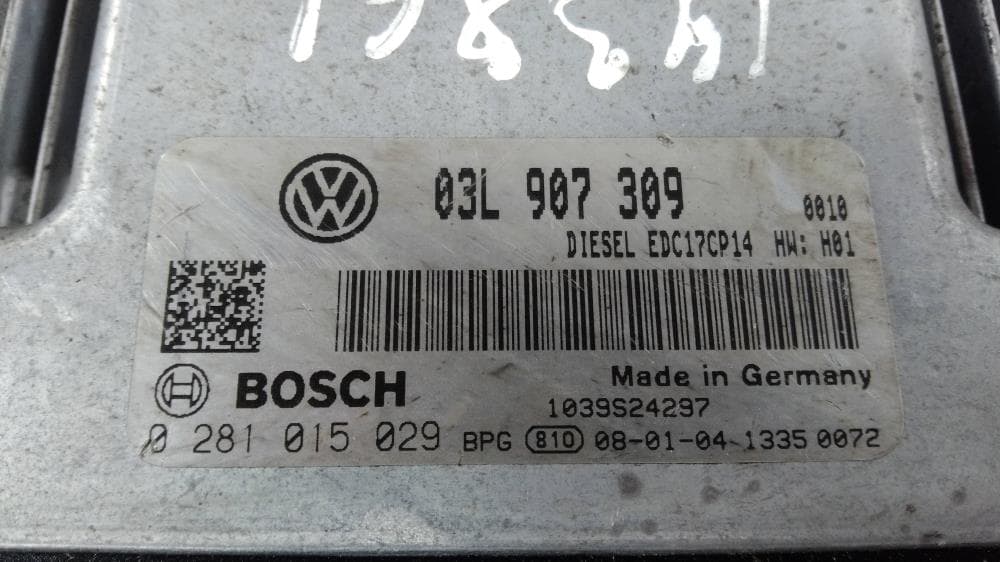 03L 907 309
0010
DIESEL EDC17CP14 HW: H01
BOSCH
Made in Germany
1039S24297
0 281 015 029 BPG 810 08-01-04 1335 0072